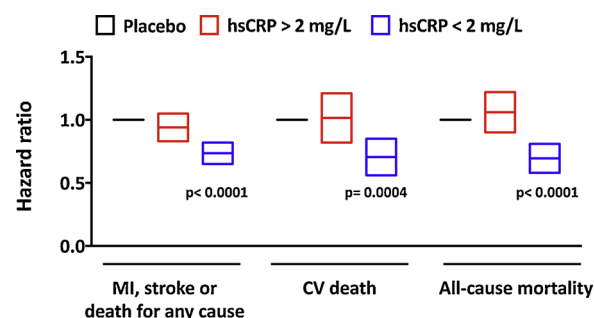 Placebo hsCRP > 2 mg/L hsCRP < 2 mg/L
Hazard ratio
1.5
1.0
0.5
0.0
p< 0.0001
p= 0.0004
p< 0.0001
MI, stroke or
death for any cause
CV death
All-cause mortality